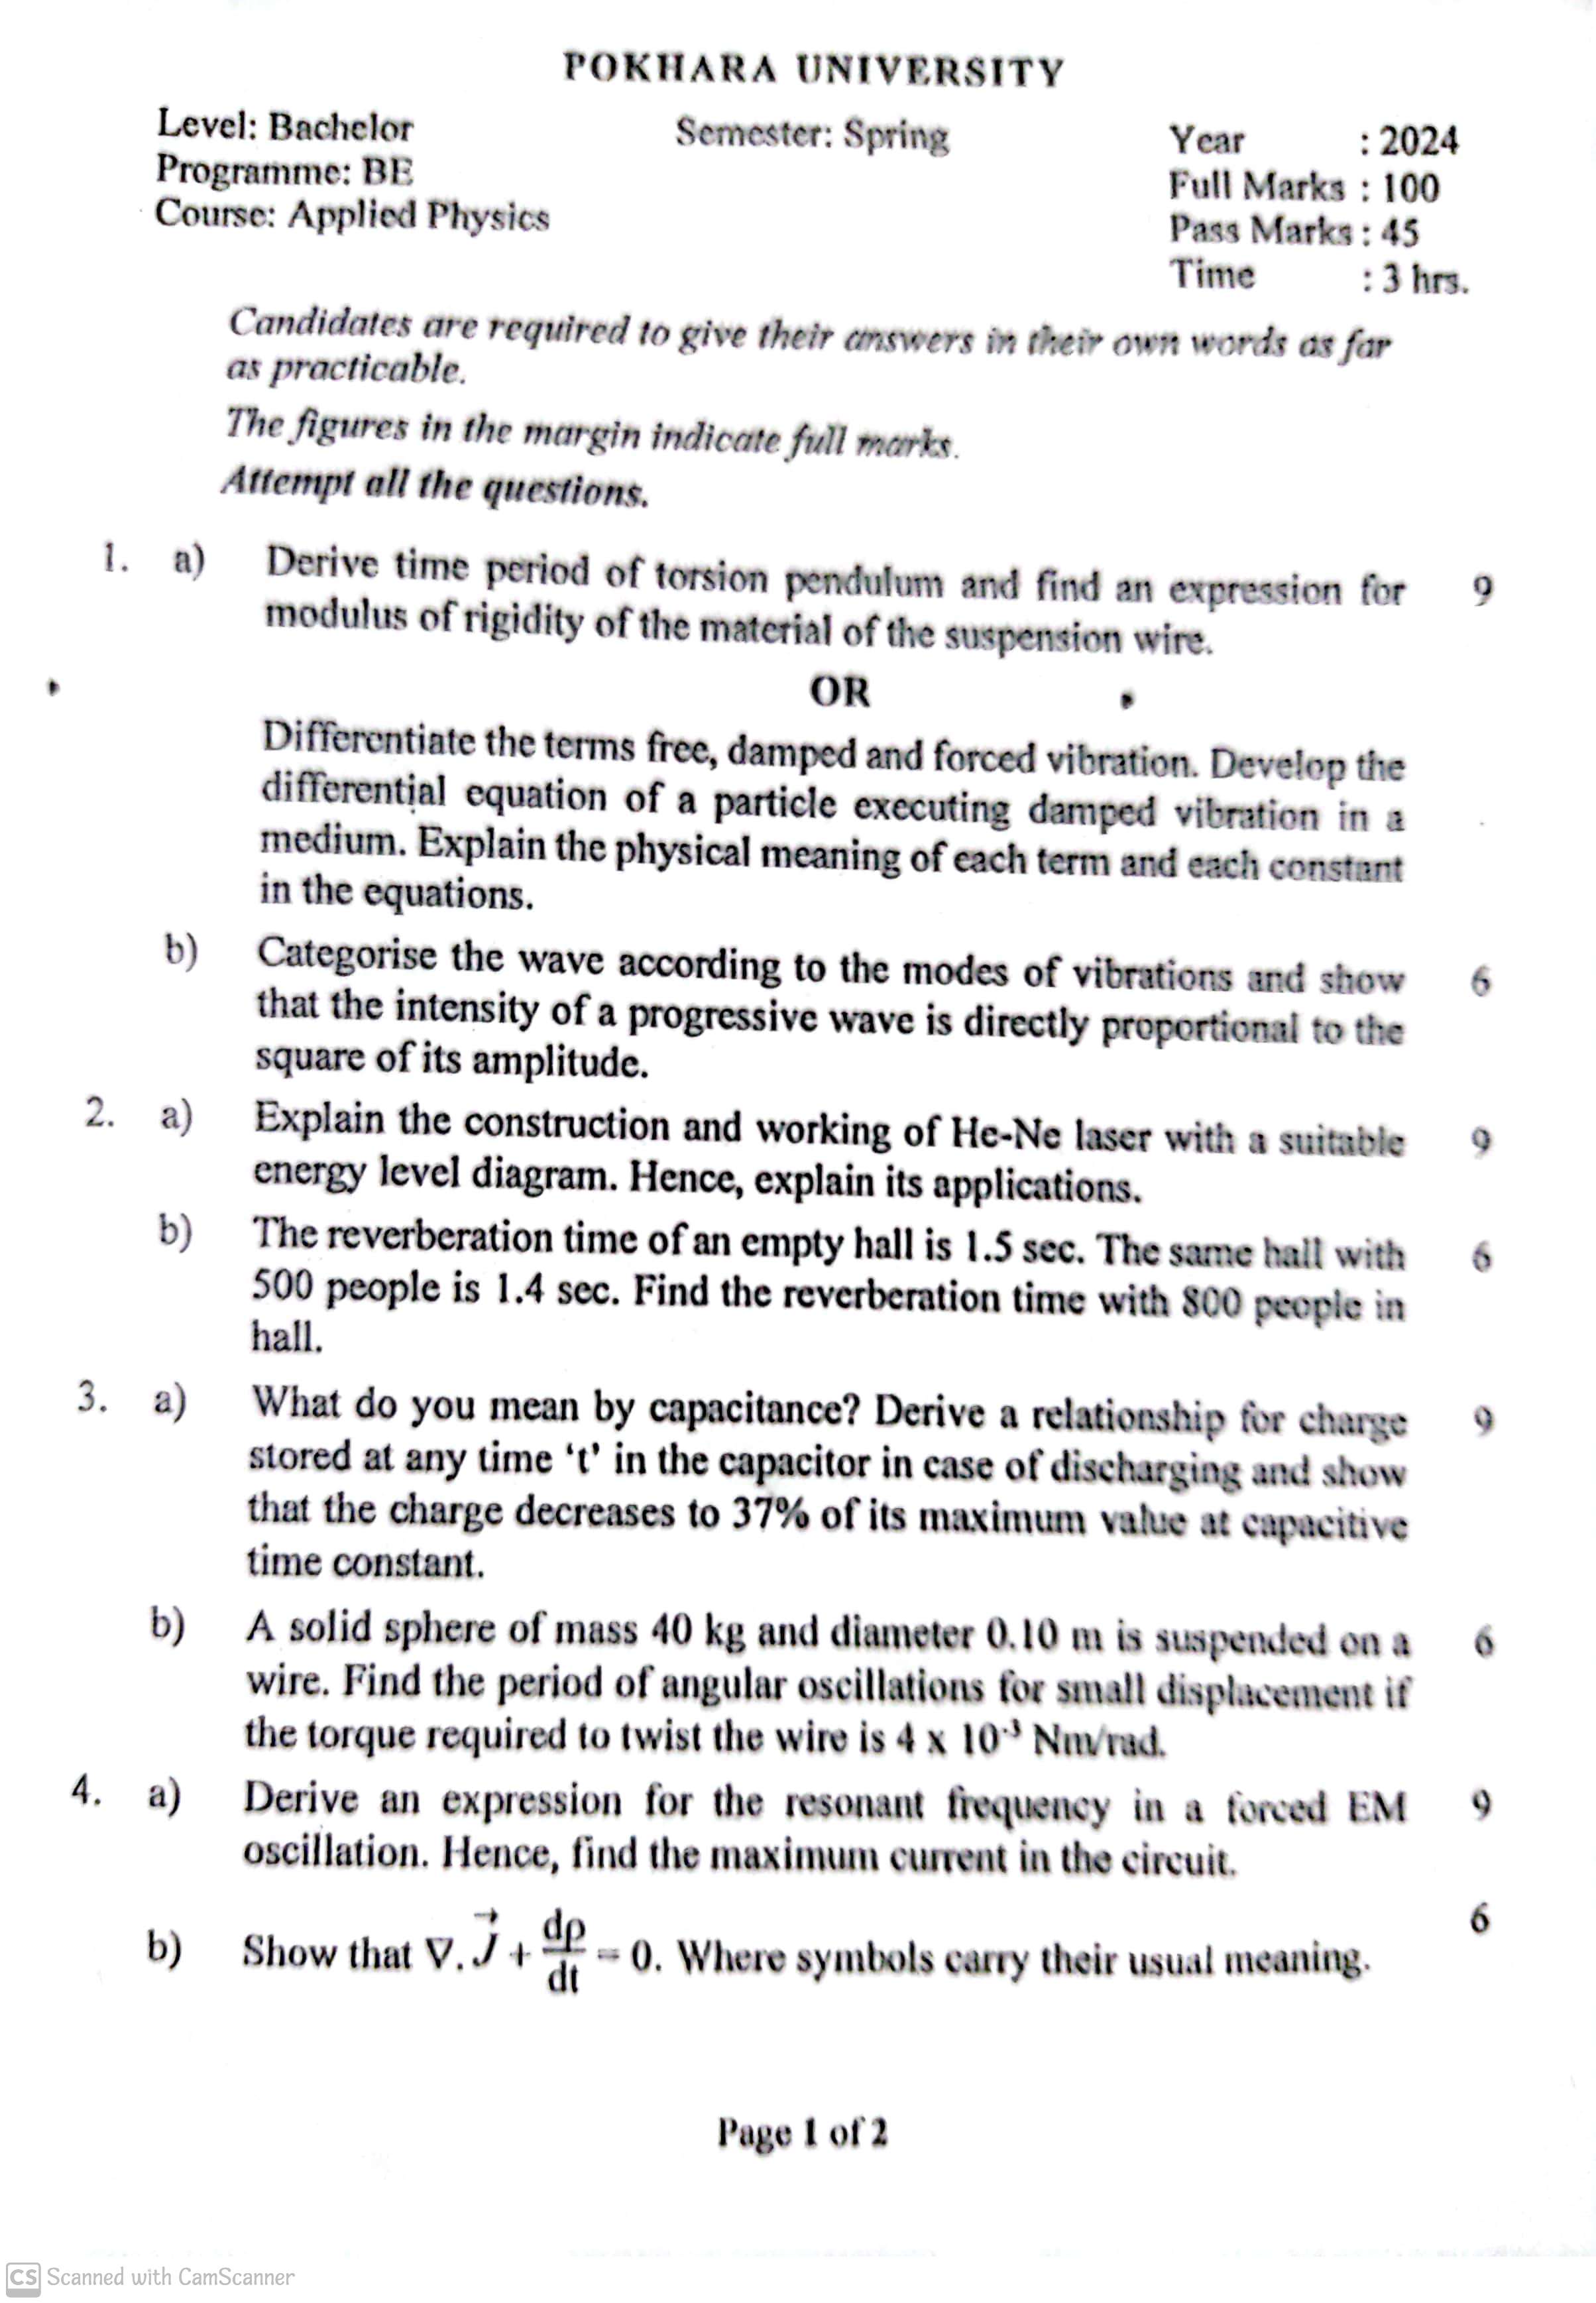 POKHARA UNIVERSITY
Level: Bachelor Semester: Spring Year : 2024
Programme: BE Full Marks : 100
Course: Applied Physics Pass Marks : 45
Time : 3 hrs.
Candidates are required to give their answers in their own words as far
as practicable.
The figures in the margin indicate full marks.
Attempt all the questions.
1. a) Derive time period of torsion pendulum and find an expression for 9
modulus of rigidity of the material of the suspension wire.
OR
Differentiate the terms free, damped and forced vibration. Develop the
differential equation of a particle executing damped vibration in a
medium. Explain the physical meaning of each term and each constant
in the equations.
b) Categorise the wave according to the modes of vibrations and show 6
that the intensity of a progressive wave is directly proportional to the
square of its amplitude.
2. a) Explain the construction and working of He-Ne laser with a suitable 9
energy level diagram. Hence, explain its applications.
b) The reverberation time of an empty hall is 1.5 sec. The same hall with 6
500 people is 1.4 sec. Find the reverberation time with 800 people in
hall.
3. a) What do you mean by capacitance? Derive a relationship for charge 9
stored at any time ‘t’ in the capacitor in case of discharging and show
that the charge decreases to 37% of its maximum value at capacitive
time constant.
b) A solid sphere of mass 40 kg and diameter 0.10 m is suspended on a 6
wire. Find the period of angular oscillations for small displacement if
the torque required to twist the wire is 4 x 10⁻³ Nm/rad.
4. a) Derive an expression for the resonant frequency in a forced EM 9
oscillation. Hence, find the maximum current in the circuit.
b) Show that ∇. J⃗ + dρ/dt = 0. Where symbols carry their usual meaning. 6
Page 1 of 2
CS Scanned with CamScanner